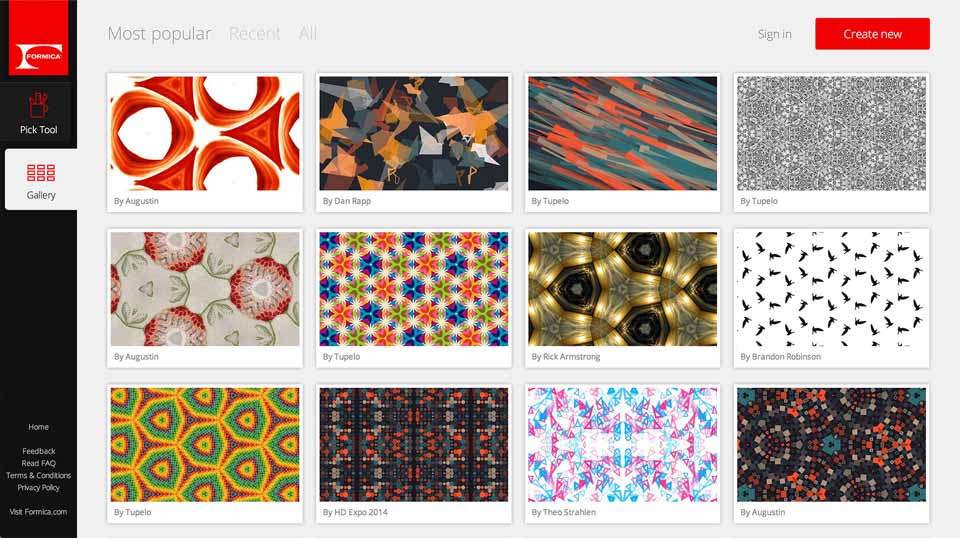 FORMICA
Pick Tool
Gallery
Home
Feedback
Read FAQ
Terms & Conditions
Privacy Policy
Visit Formica.com
Most popular Recent All
Sign in
Create new
By Augustin
By Dan Rapp
By Tupelo
By Tupelo
By Augustin
By Tupelo
By Rick Armstrong
By Brandon Robinson
By Tupelo
By HD Expo 2014
By Theo Strahlen
By Augustin